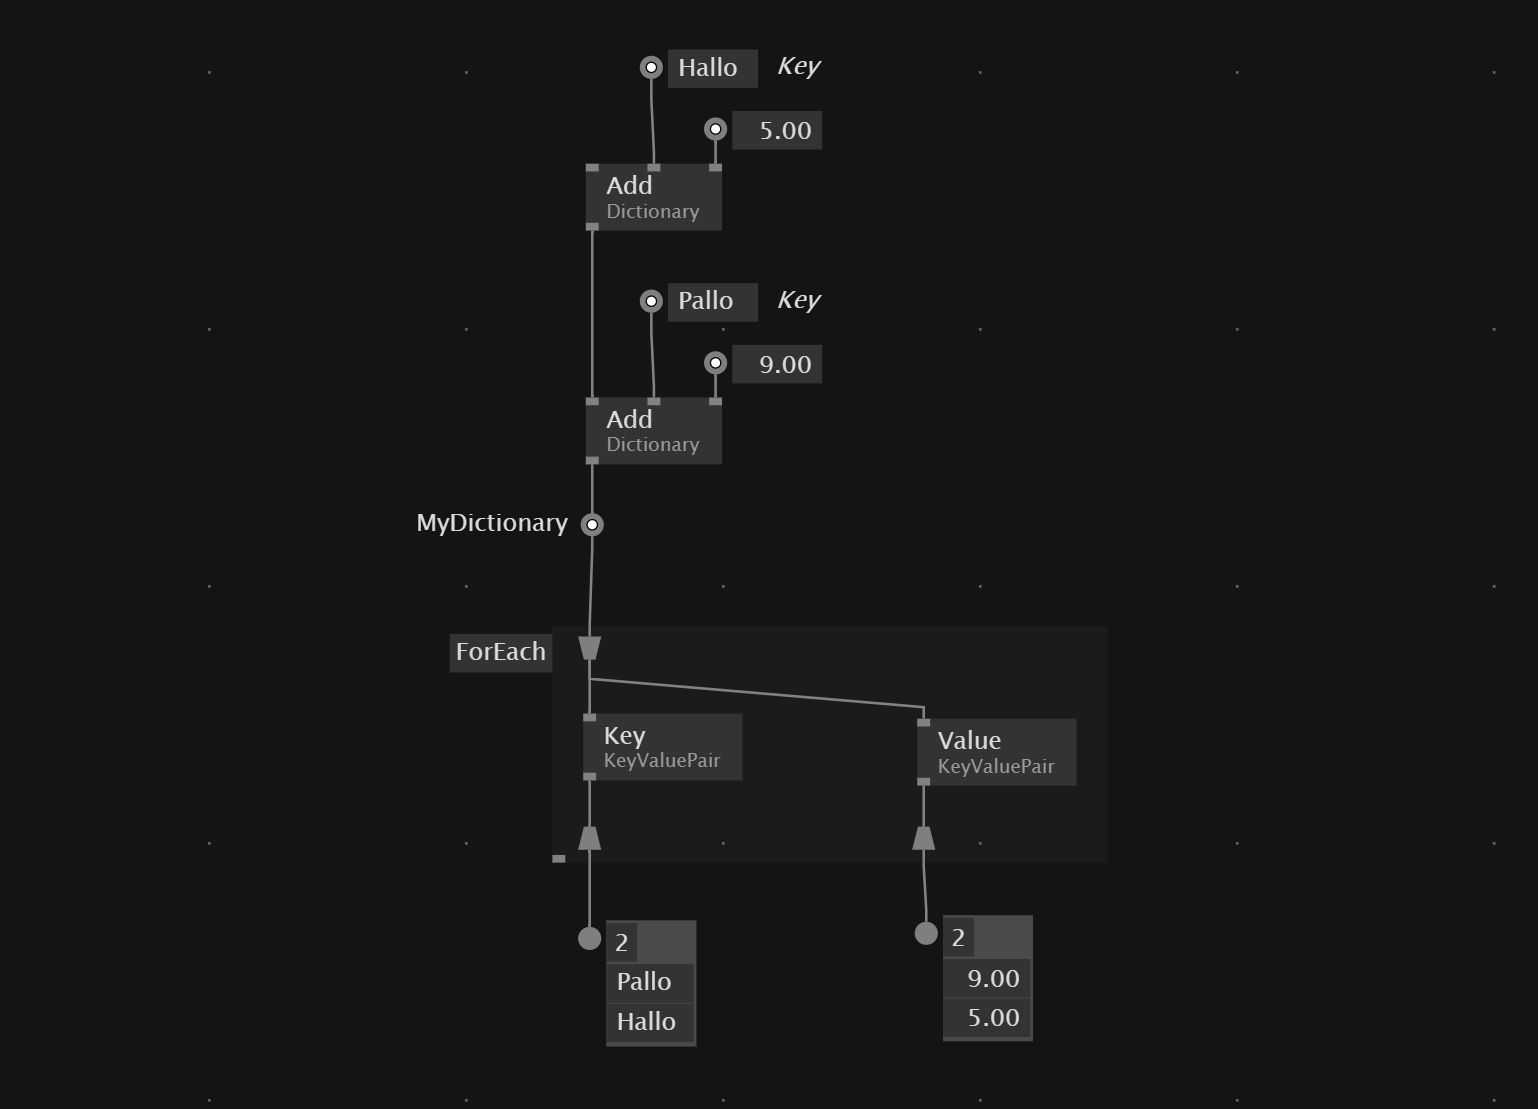 Hallo Key
5.00
Add
Dictionary
Pallo Key
9.00
Add
Dictionary
MyDictionary
ForEach
Key
KeyValuePair
Value
KeyValuePair
2
Pallo
Hallo
2
9.00
5.00